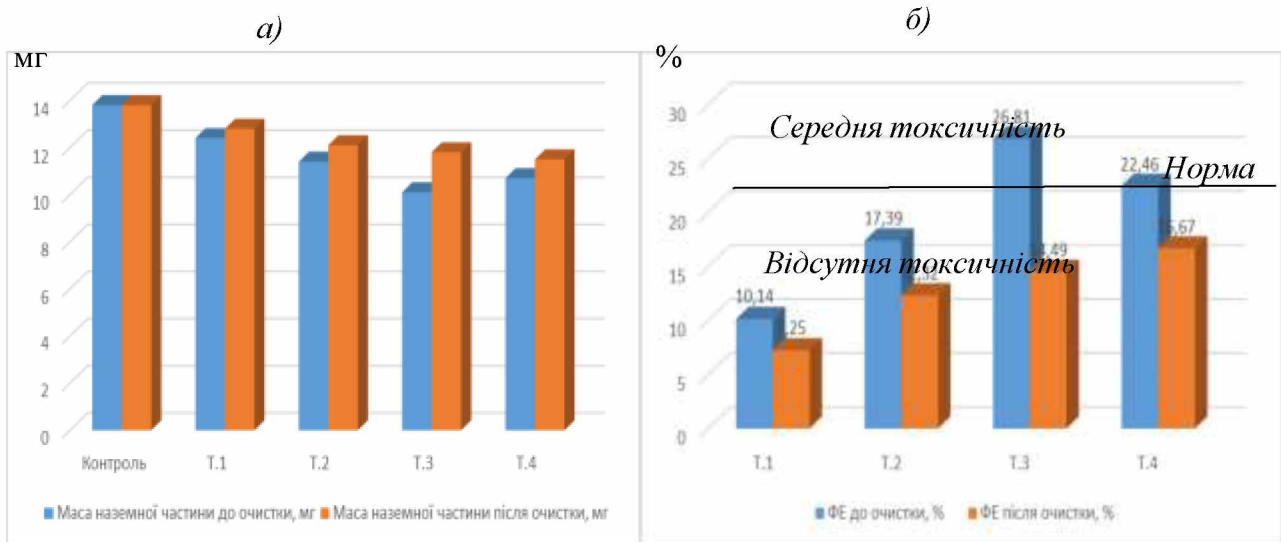 а)
б)
мг
%
14
12
10
8
6
4
2
0
Контроль
Т.1
Т.2
Т.3
Т.4
Маса наземної частини до очистки, мг
Маса наземної частини після очистки, мг
30
25
20
15
10
5
0
Середня токсичність
Норма
Відсутня токсичність
10,14
17,39
26,81
22,46
Т.1
Т.2
Т.3
Т.4
ФЕ до очистки, %
ФЕ після очистки, %